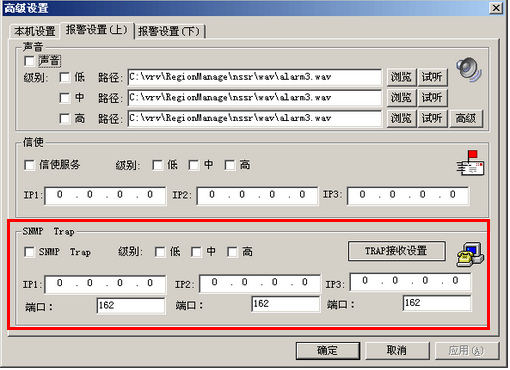 高级设置
本机设置 报警设置(上) 报警设置(下)
声音
声音
级别: 低 路径: C:\vrv\RegionManage\nssr\wav\alarm3.wav 浏览 试听
中 路径: C:\vrv\RegionManage\nssr\wav\alarm3.wav 浏览 试听
高 路径: C:\vrv\RegionManage\nssr\wav\alarm3.wav 浏览 试听 高级
信使
信使服务 级别: 低 中 高
IP1: 0 . 0 . 0 . 0 IP2: 0 . 0 . 0 . 0 IP3: 0 . 0 . 0 . 0
SNMP Trap
SNMP Trap 级别: 低 中 高 TRAP接收设置
IP1: 0 . 0 . 0 . 0 IP2: 0 . 0 . 0 . 0 IP3: 0 . 0 . 0 . 0
端口: 162 端口: 162 端口: 162
确定 取消 应用(A)